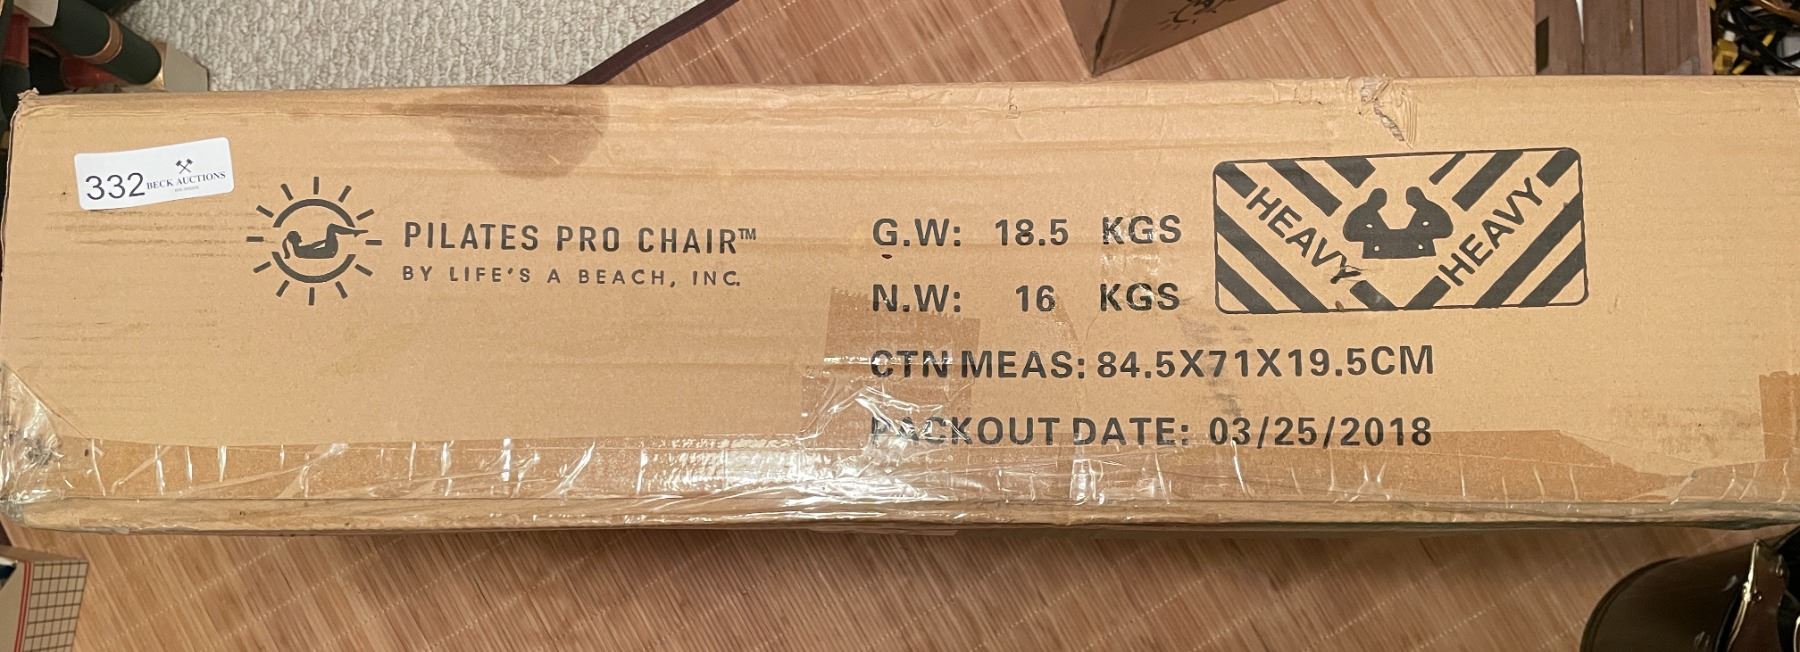 332 BECK AUCTIONS
PILATES PRO CHAIR™
BY LIFE'S A BEACH, INC.
G.W: 18.5 KGS
N.W: 16 KGS
CTN MEAS: 84.5X71X19.5CM
PACKOUT DATE: 03/25/2018
HEAVY HEAVY